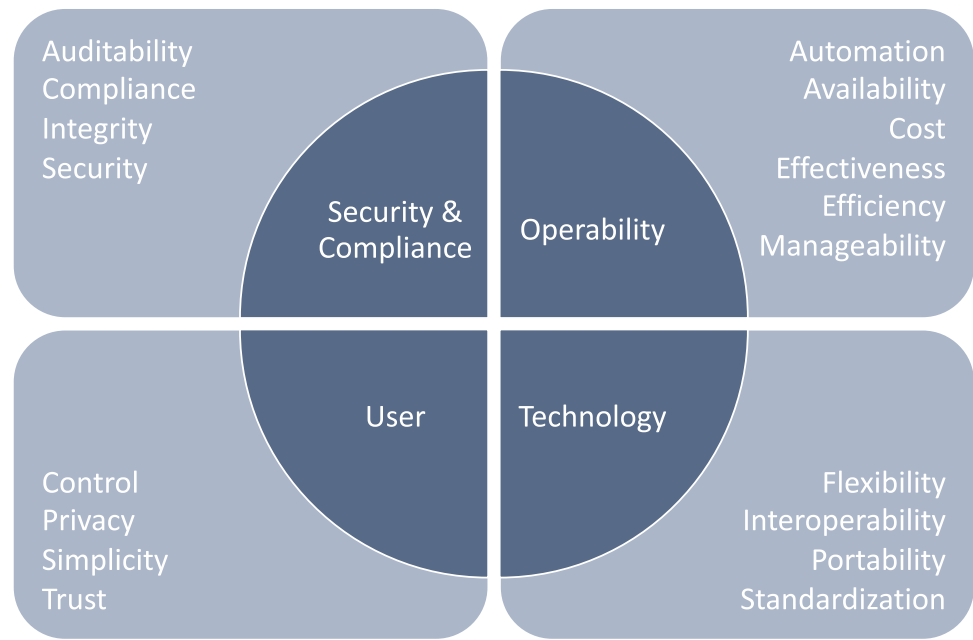 Auditability
Compliance
Integrity
Security
Security &
Compliance
Automation
Availability
Cost
Effectiveness
Efficiency
Manageability
Operability
User
Control
Privacy
Simplicity
Trust
Technology
Flexibility
Interoperability
Portability
Standardization